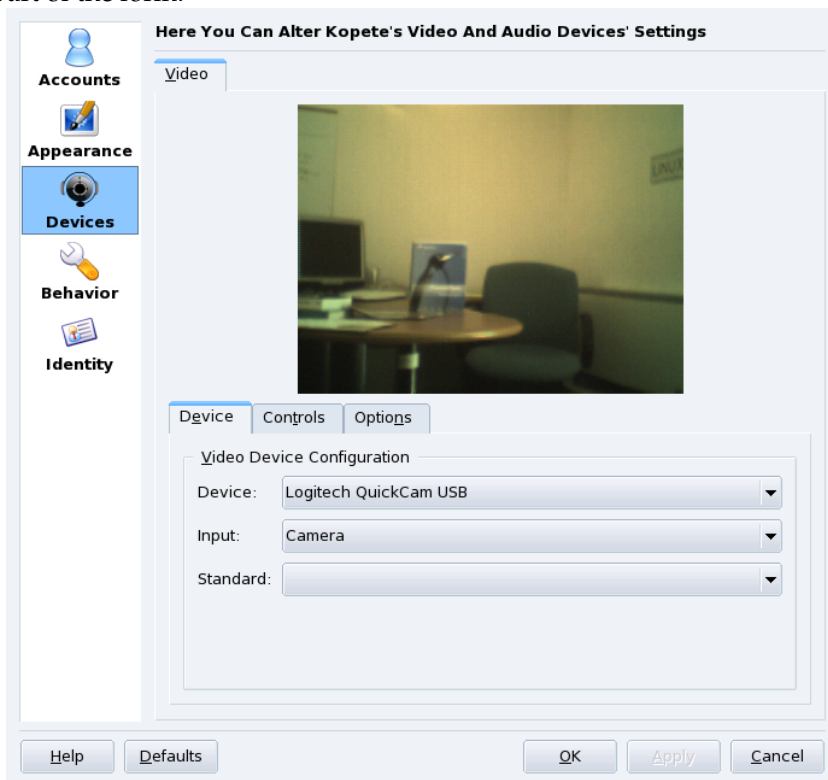 Here You Can Alter Kopete's Video And Audio Devices' Settings
Accounts
Appearance
Devices
Behavior
Identity
Video
LINUX
Device Controls Options
Video Device Configuration
Device: Logitech QuickCam USB
Input: Camera
Standard:
Help Defaults OK Apply Cancel